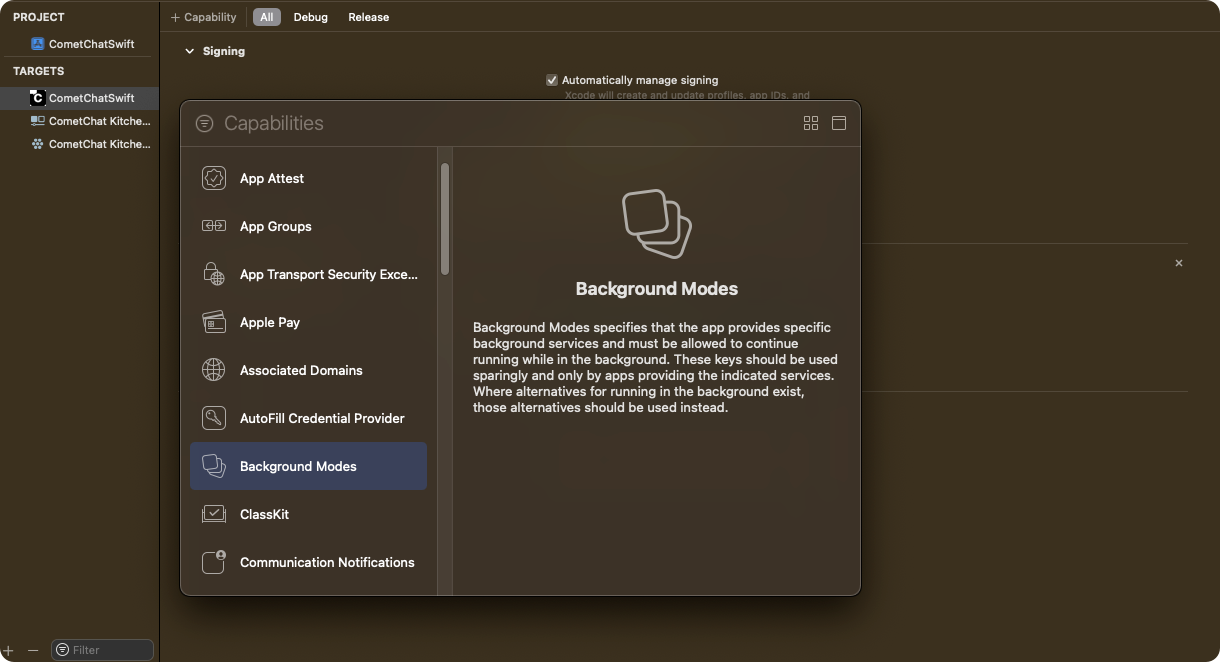 PROJECT
CometChatSwift
TARGETS
CometChatSwift
CometChat Kitche...
CometChat Kitche...
+ Capability
All
Debug
Release
Signing
Automatically manage signing
Xcode will create and update profiles, app IDs, and
Capabilities
App Attest
App Groups
App Transport Security Exce...
Apple Pay
Associated Domains
AutoFill Credential Provider
Background Modes
ClassKit
Communication Notifications
Background Modes
Background Modes specifies that the app provides specific
background services and must be allowed to continue
running while in the background. These keys should be used
sparingly and only by apps providing the indicated services.
Where alternatives for running in the background exist,
those alternatives should be used instead.
Filter